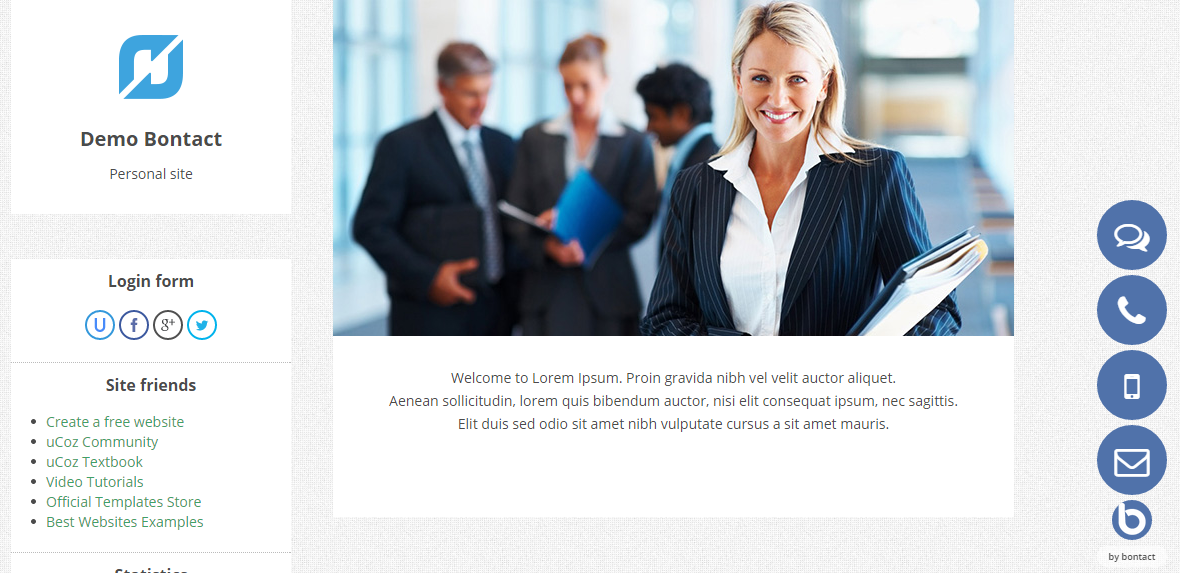 Demo Bontact
Personal site
Login form
Site friends
Create a free website
uCoz Community
uCoz Textbook
Video Tutorials
Official Templates Store
Best Websites Examples
Statistics
Welcome to Lorem Ipsum. Proin gravida nibh vel velit auctor aliquet.
Aenean sollicitudin, lorem quis bibendum auctor, nisi elit consequat ipsum, nec sagittis.
Elit duis sed odio sit amet nibh vulputate cursus a sit amet mauris.
by bontact